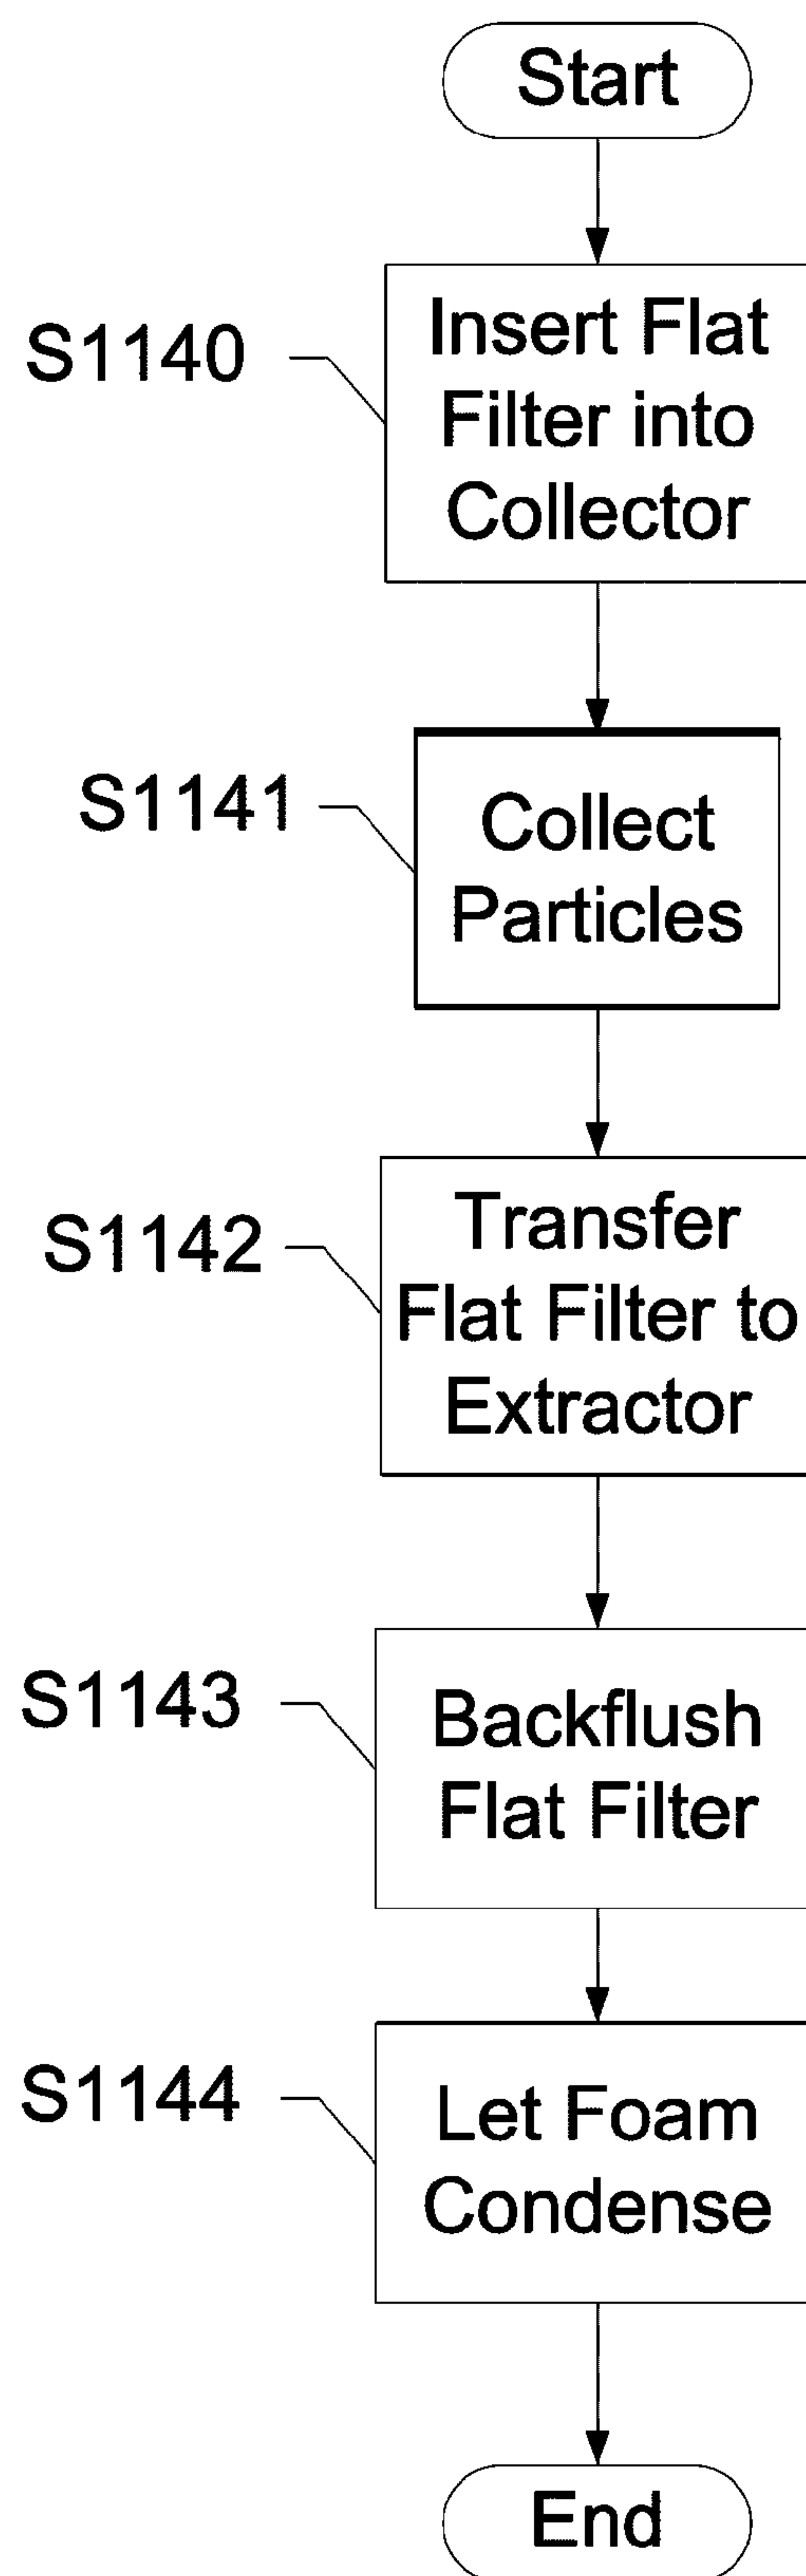 Start
S1140
Insert Flat
Filter into
Collector
S1141
Collect
Particles
S1142
Transfer
Flat Filter to
Extractor
S1143
Backflush
Flat Filter
S1144
Let Foam
Condense
End